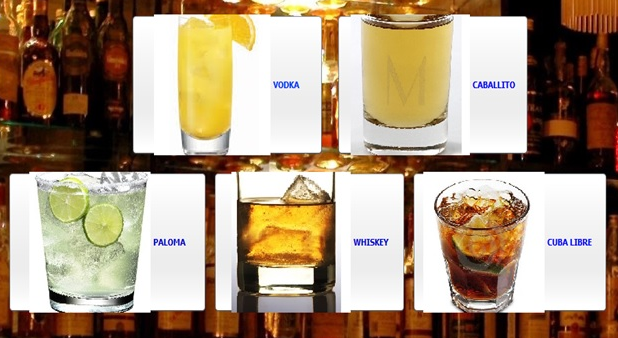 VODKA
M
CABALLITO
PALOMA
WHISKEY
CUBA LIBRE